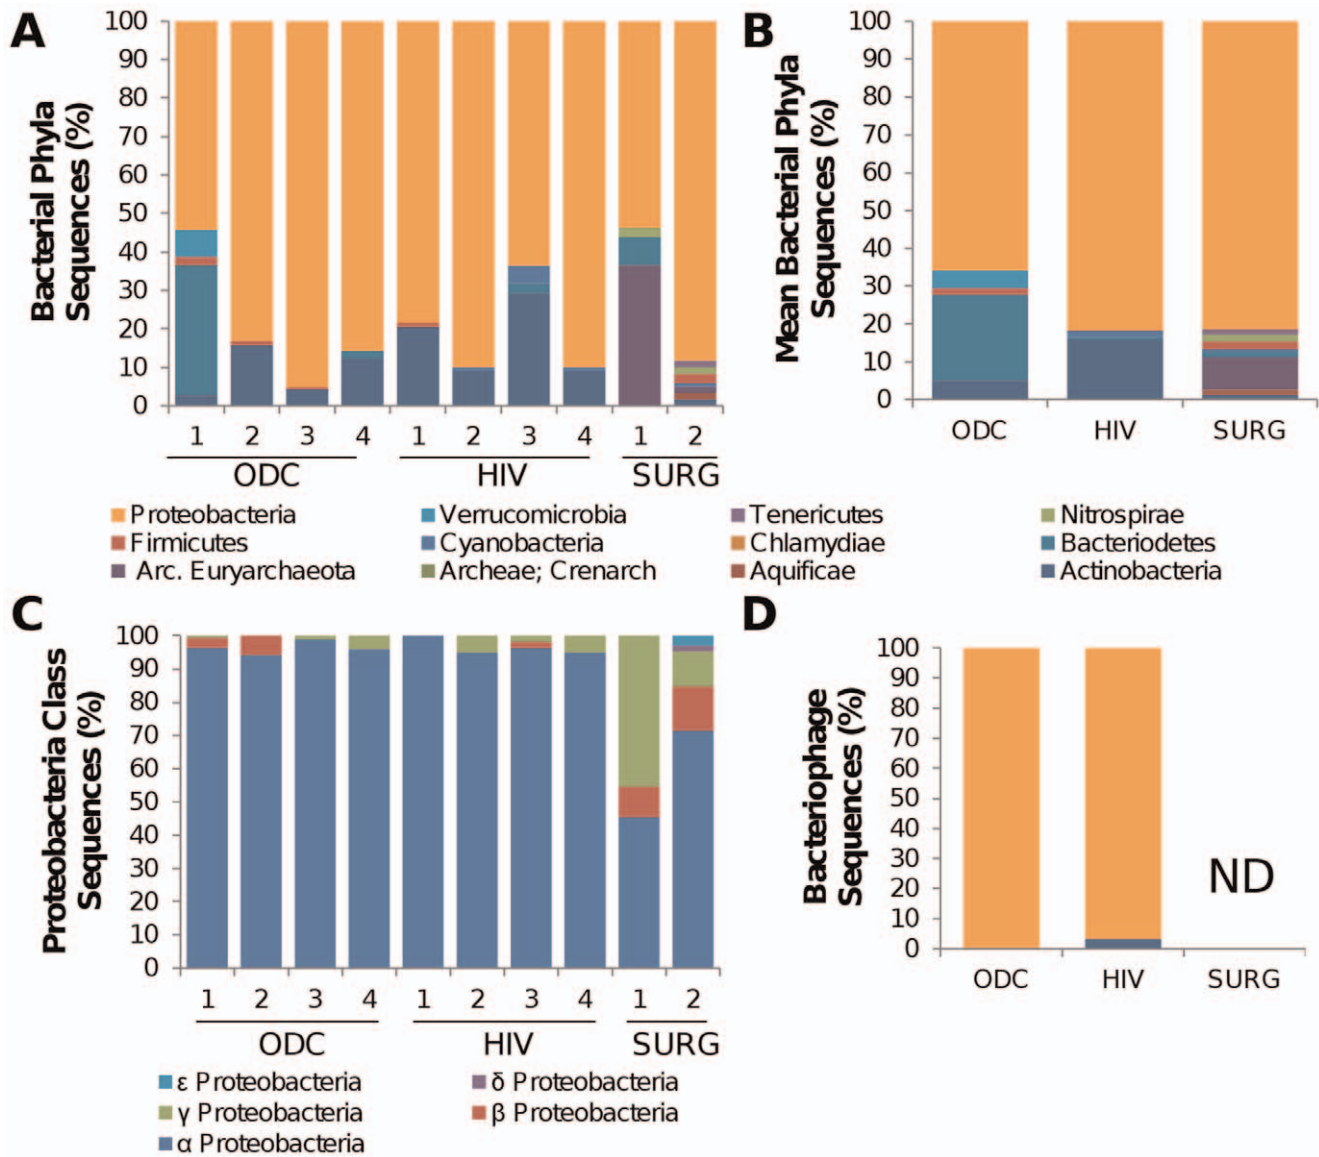 A
Bacterial Phyla
Sequences (%)
100
90
80
70
60
50
40
30
20
10
0
1 2 3 4 1 2 3 4 1 2
ODC HIV SURG
B
Mean Bacterial Phyla
Sequences (%)
100
90
80
70
60
50
40
30
20
10
0
ODC HIV SURG
Proteobacteria Verrucomicrobia Tenericutes Nitrospirae
Firmicutes Cyanobacteria Chlamydiae Bacteriodetes
Arc. Euryarchaeota Archeae; Crenarch Aquificae Actinobacteria
C
Proteobacteria Class
Sequences (%)
100
90
80
70
60
50
40
30
20
10
0
1 2 3 4 1 2 3 4 1 2
ODC HIV SURG
ε Proteobacteria δ Proteobacteria
γ Proteobacteria β Proteobacteria
α Proteobacteria
D
Bacteriophage
Sequences (%)
100
90
80
70
60
50
40
30
20
10
0
ND
ODC HIV SURG